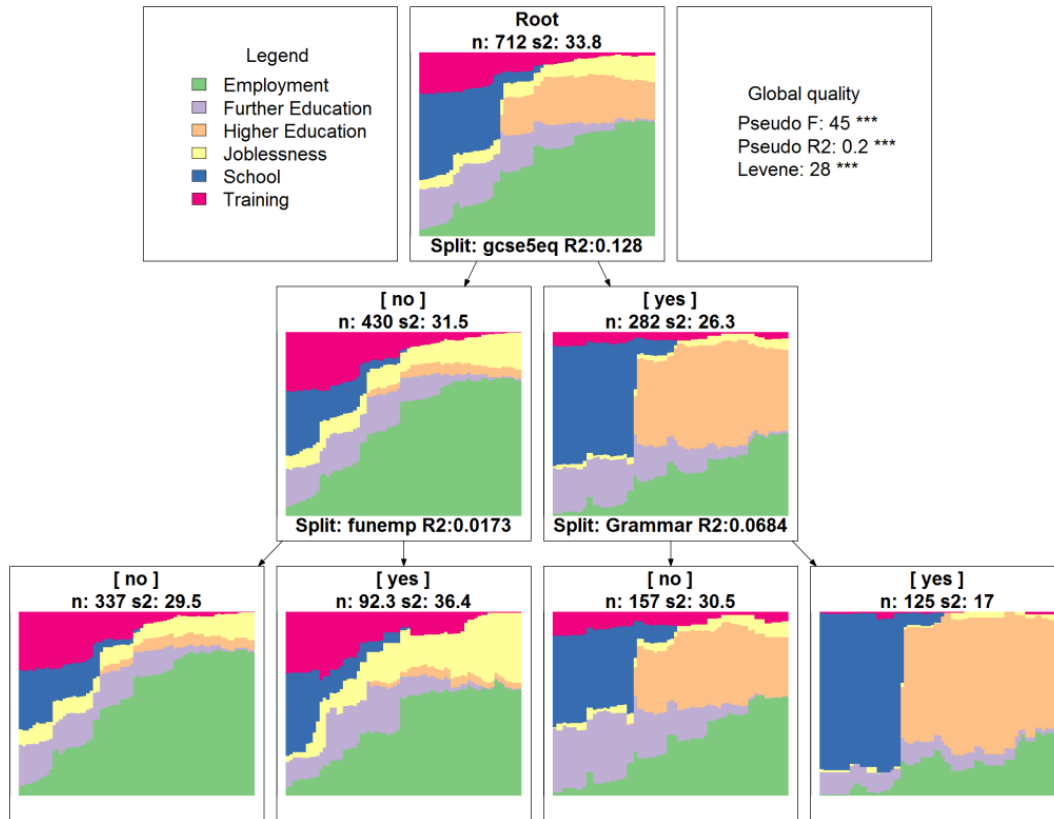 Legend
Employment
Further Education
Higher Education
Joblessness
School
Training
Root
n: 712 s2: 33.8
Split: gcse5eq R2:0.128
Global quality
Pseudo F: 45 ***
Pseudo R2: 0.2 ***
Levene: 28 ***
[ no ]
n: 430 s2: 31.5
Split: funemp R2:0.0173
[ yes ]
n: 282 s2: 26.3
Split: Grammar R2:0.0684
[ no ]
n: 337 s2: 29.5
[ yes ]
n: 92.3 s2: 36.4
[ no ]
n: 157 s2: 30.5
[ yes ]
n: 125 s2: 17